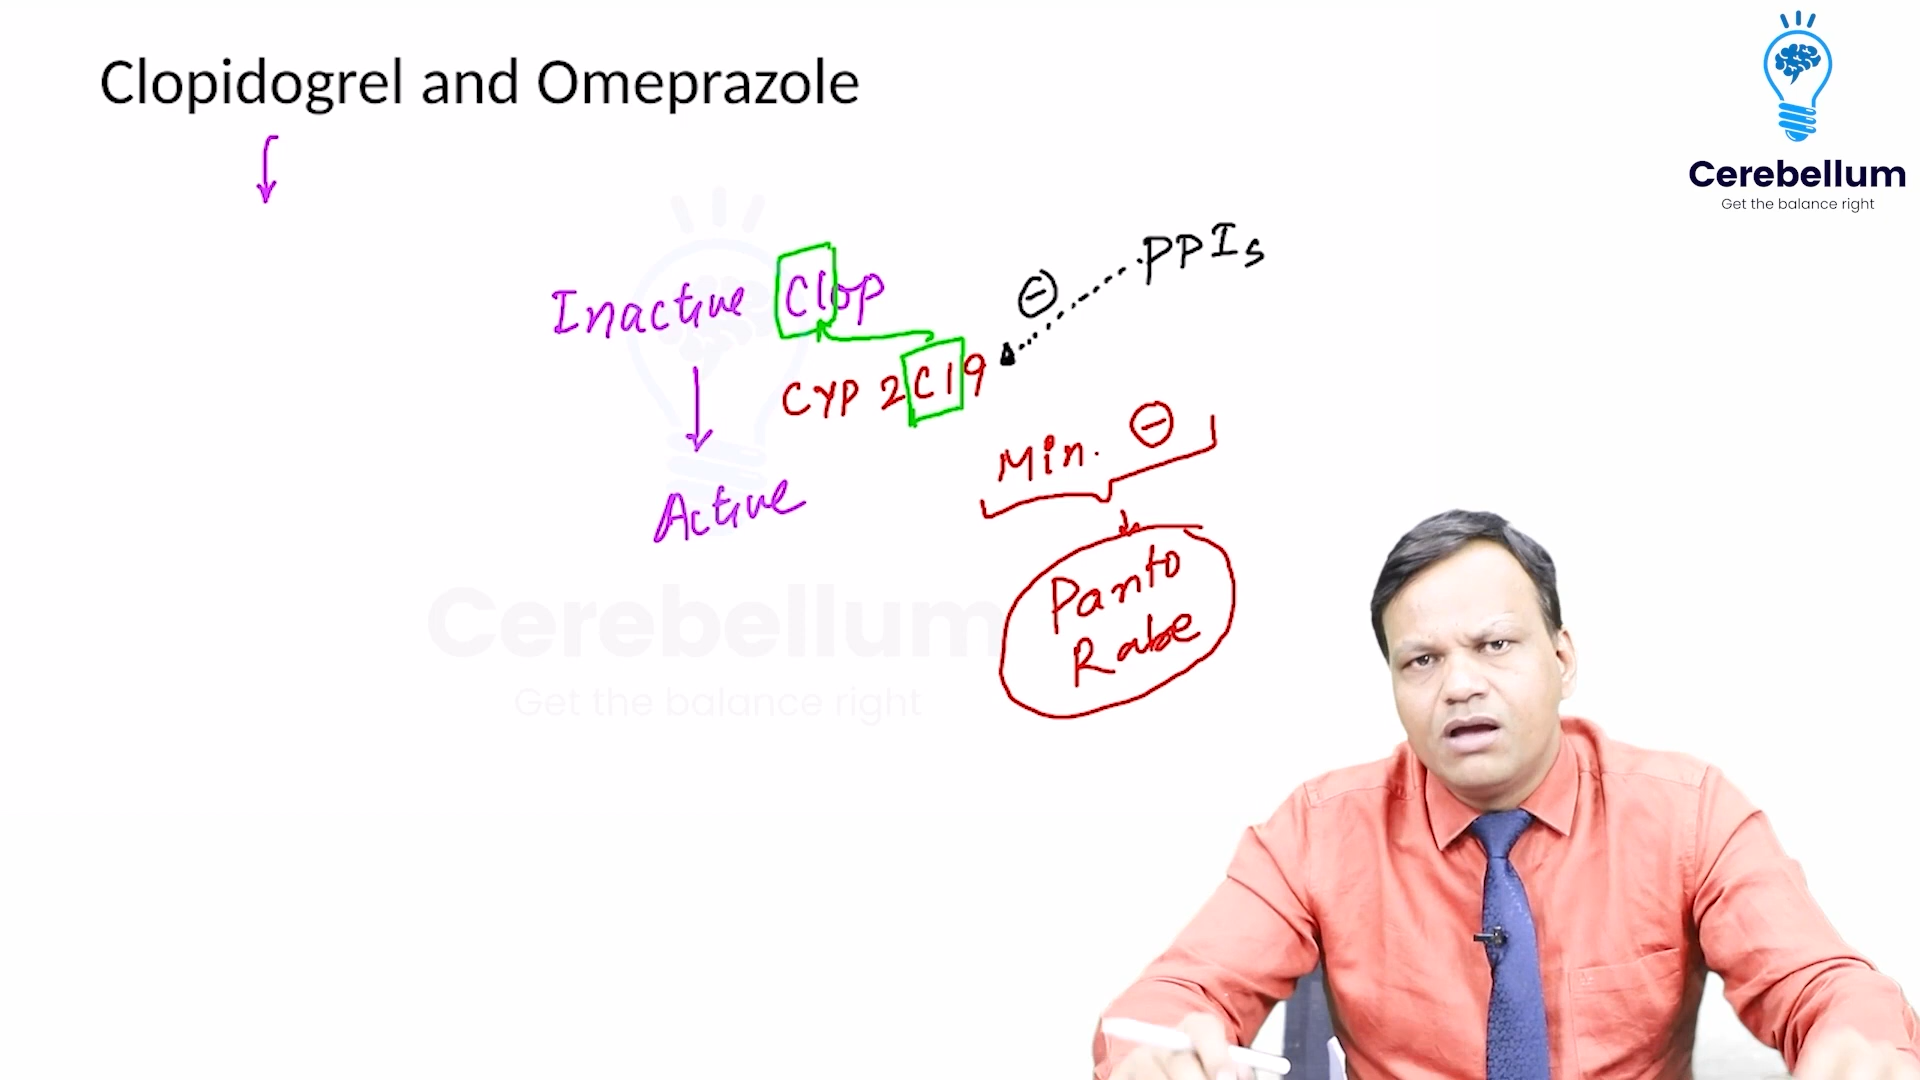 Clopidogrel and Omeprazole
Cerebellum
Get the balance right
PPIs
Inactive Clop
CYP 2C19
Min.
Active
Panto
Rabe
Cerebellum
Get the balance right